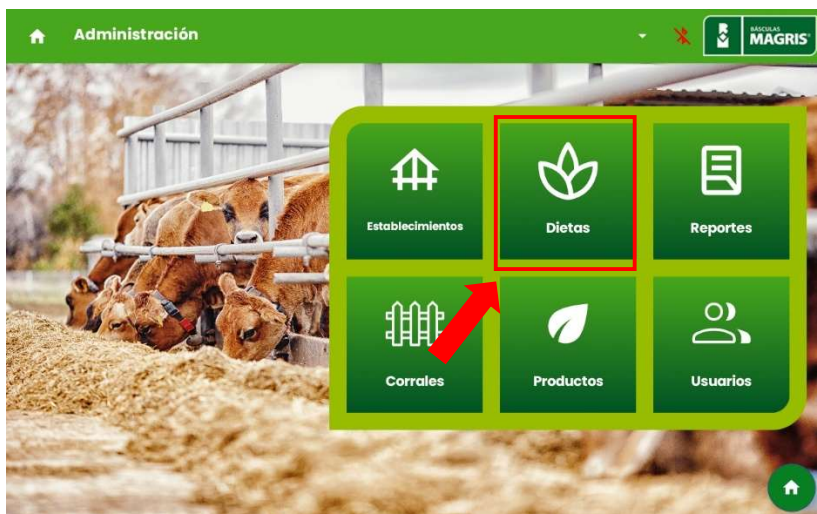 Administración
BÁSCULAS
MAGRIS
Establecimientos
Dietas
Reportes
Corrales
Productos
Usuarios